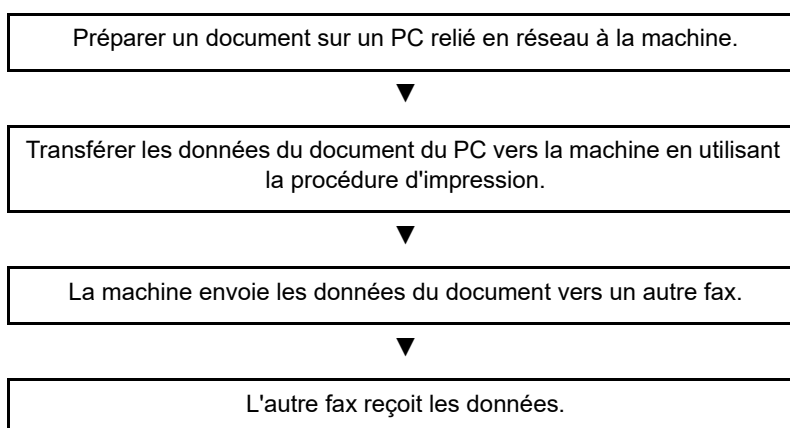 Préparer un document sur un PC relié en réseau à la machine.
Transférer les données du document du PC vers la machine en utilisant
la procédure d'impression.
La machine envoie les données du document vers un autre fax.
L'autre fax reçoit les données.